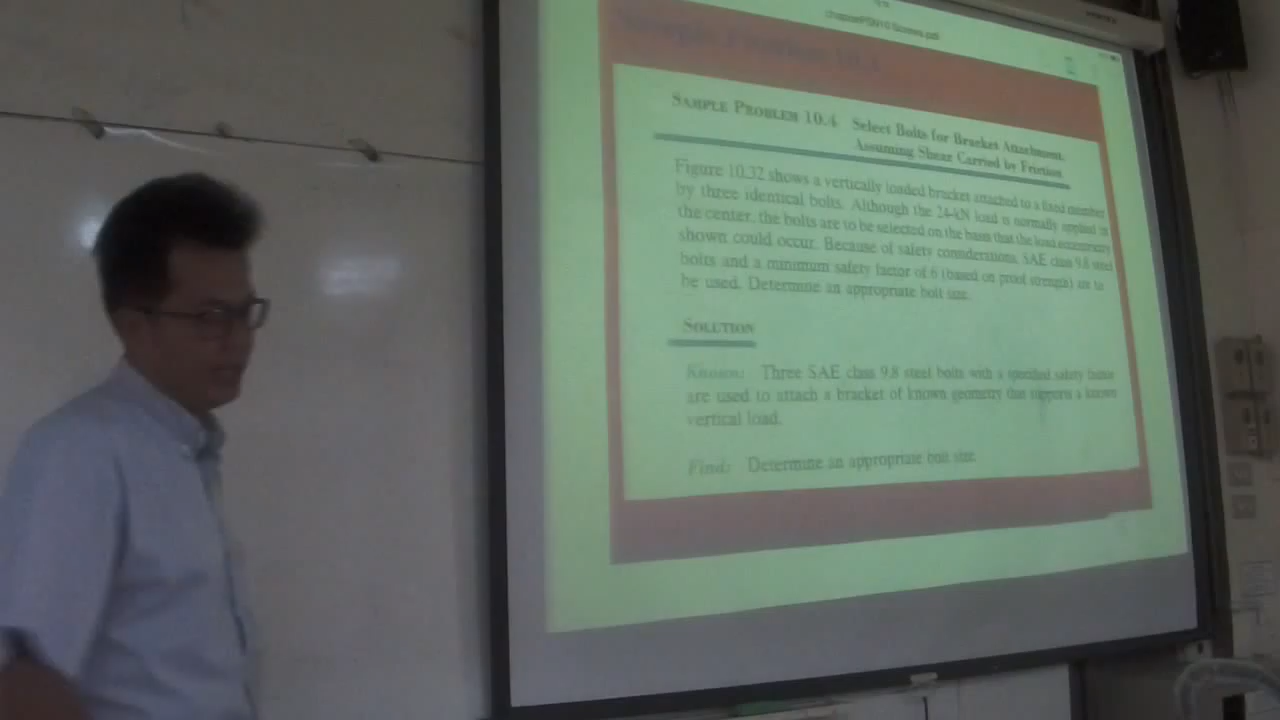 Sample Problem 10.4
SAMPLE PROBLEM 10.4 Select Bolts for Bracket Attachment,
Assuming Shear Carried by Friction
Figure 10.32 shows a vertically loaded bracket attached to a fixed member
by three identical bolts. Although the 24-kN load is normally applied in
the center, the bolts are to be selected on the basis that the load eccentricity
shown could occur. Because of safety considerations, SAE class 9.8 steel
bolts and a minimum safety factor of 6 (based on proof strength) are to
be used. Determine an appropriate bolt size.
SOLUTION
Known: Three SAE class 9.8 steel bolts with a specified safety factor
are used to attach a bracket of known geometry that supports a known
vertical load.
Find: Determine an appropriate bolt size.